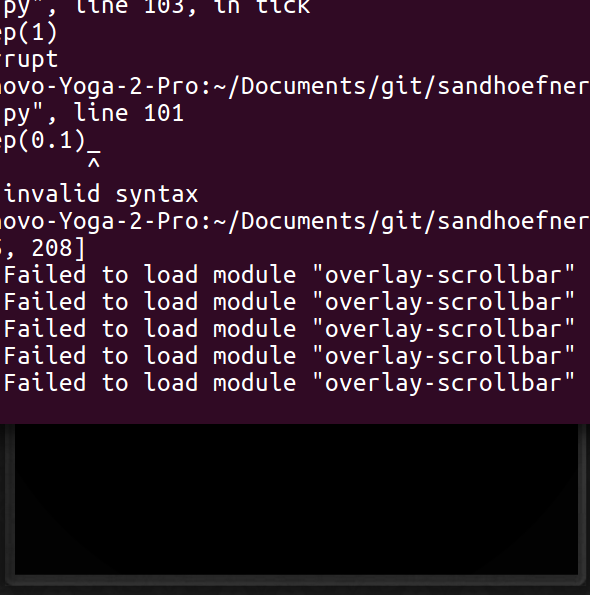 py", line 103, in tick
ep(1)
rrupt
novo-Yoga-2-Pro:~/Documents/git/sandhoefner
py", line 101
ep(0.1)_
^
invalid syntax
novo-Yoga-2-Pro:~/Documents/git/sandhoefner
, 208]
Failed to load module "overlay-scrollbar"
Failed to load module "overlay-scrollbar"
Failed to load module "overlay-scrollbar"
Failed to load module "overlay-scrollbar"
Failed to load module "overlay-scrollbar"